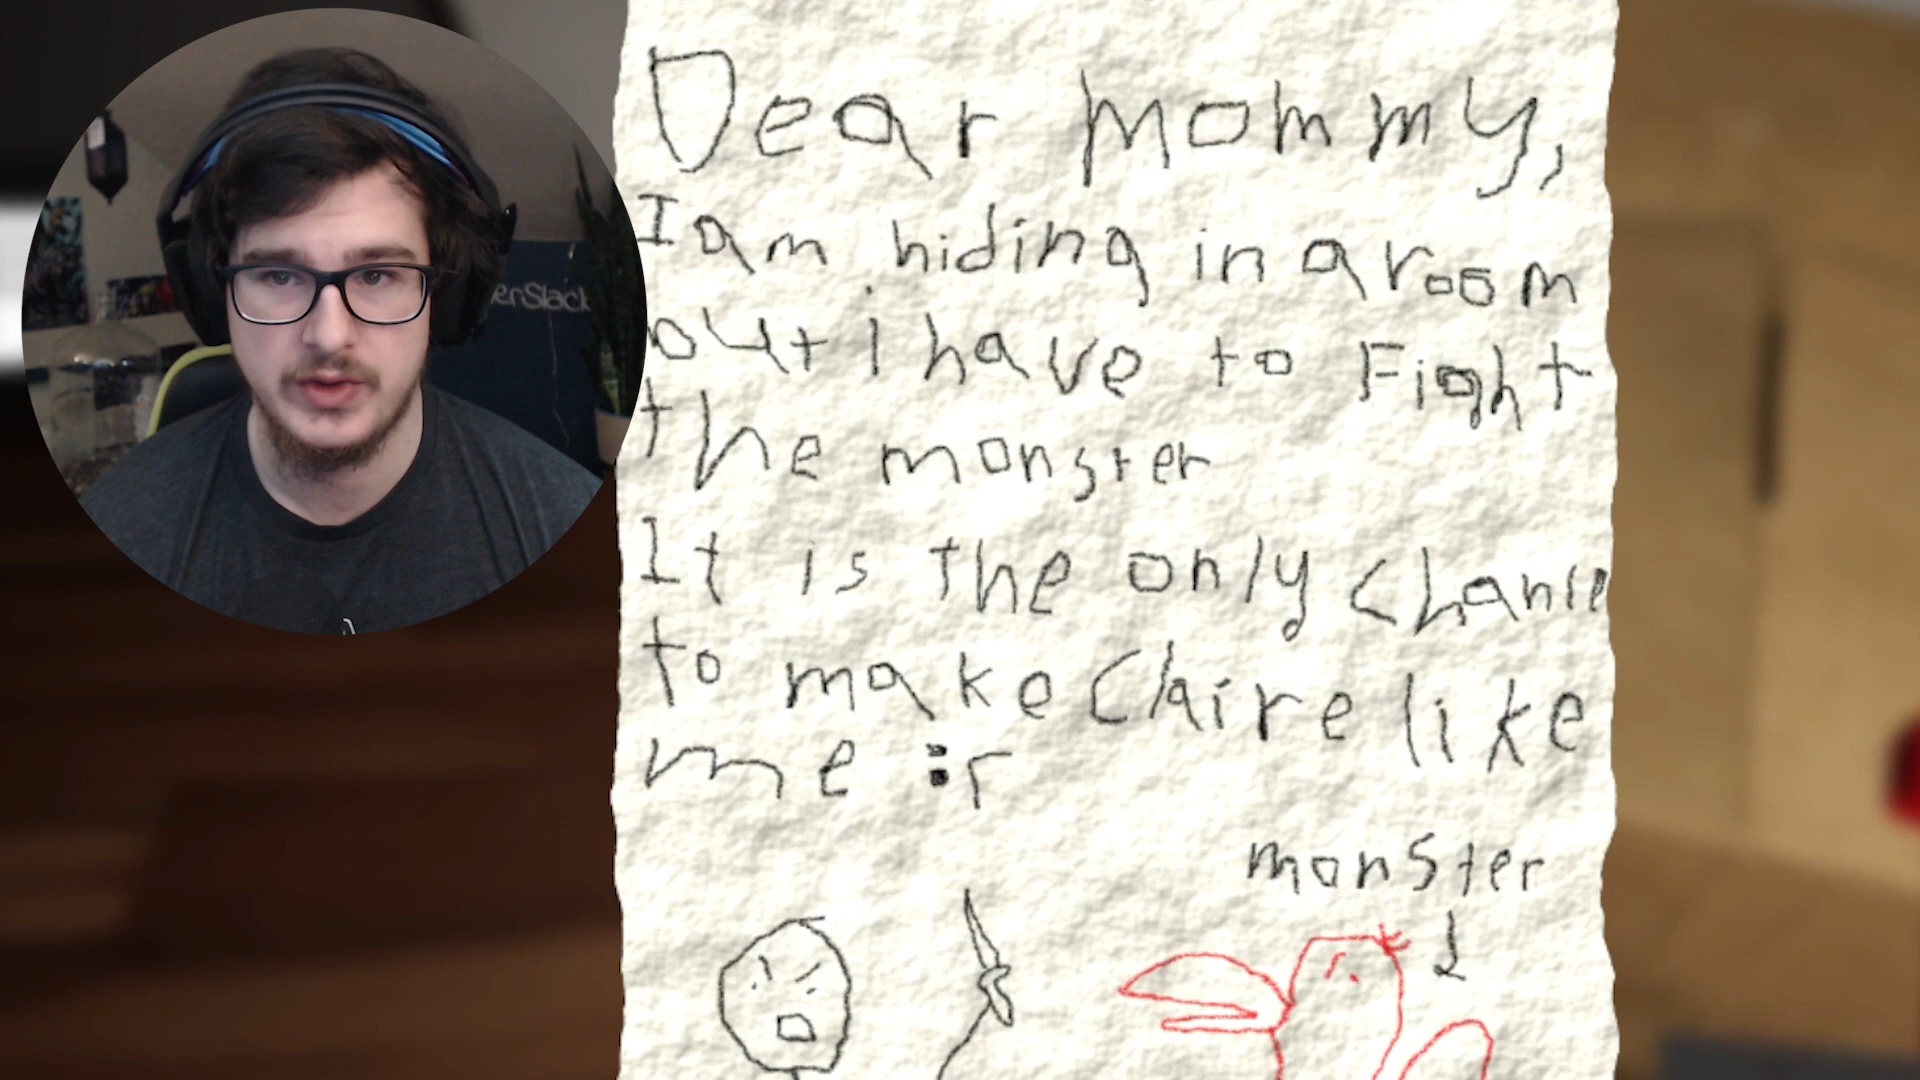 Dear Mommy,
I am hiding in a room
but i have to Fight
the monster
It is the only chance
to make Claire like
me :r
monster
erSlack